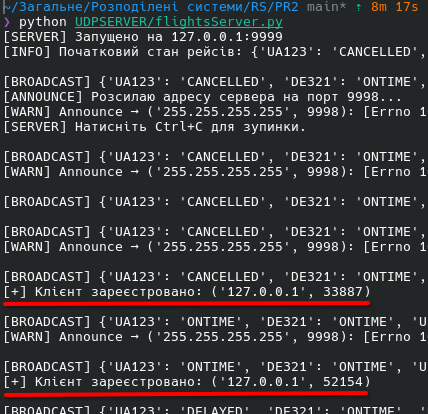 ~/Загальне/Розподілені системи/RS/PR2 main* ↑ 8m 17s
❯ python UDPSERVER/flightsServer.py
[SERVER] Запущено на 127.0.0.1:9999
[INFO] Початковий стан рейсів: {'UA123': 'CANCELLED',
[BROADCAST] {'UA123': 'CANCELLED', 'DE321': 'ONTIME',
[ANNOUNCE] Розсилаю адресу сервера на порт 9998...
[WARN] Announce → ('255.255.255.255', 9998): [Errno 1
[SERVER] Натисніть Ctrl+C для зупинки.
[BROADCAST] {'UA123': 'CANCELLED', 'DE321': 'ONTIME',
[WARN] Announce → ('255.255.255.255', 9998): [Errno 1
[BROADCAST] {'UA123': 'CANCELLED', 'DE321': 'ONTIME',
[BROADCAST] {'UA123': 'CANCELLED', 'DE321': 'ONTIME',
[WARN] Announce → ('255.255.255.255', 9998): [Errno 1
[BROADCAST] {'UA123': 'CANCELLED', 'DE321': 'ONTIME',
[+] Клієнт зареєстровано: ('127.0.0.1', 33887)
[BROADCAST] {'UA123': 'ONTIME', 'DE321': 'ONTIME', 'U
[WARN] Announce → ('255.255.255.255', 9998): [Errno 1
[BROADCAST] {'UA123': 'ONTIME', 'DE321': 'ONTIME', 'U
[+] Клієнт зареєстровано: ('127.0.0.1', 52154)
[BROADCAST] {'UA123': 'DELAYED', 'DE321': 'ONTIME', '